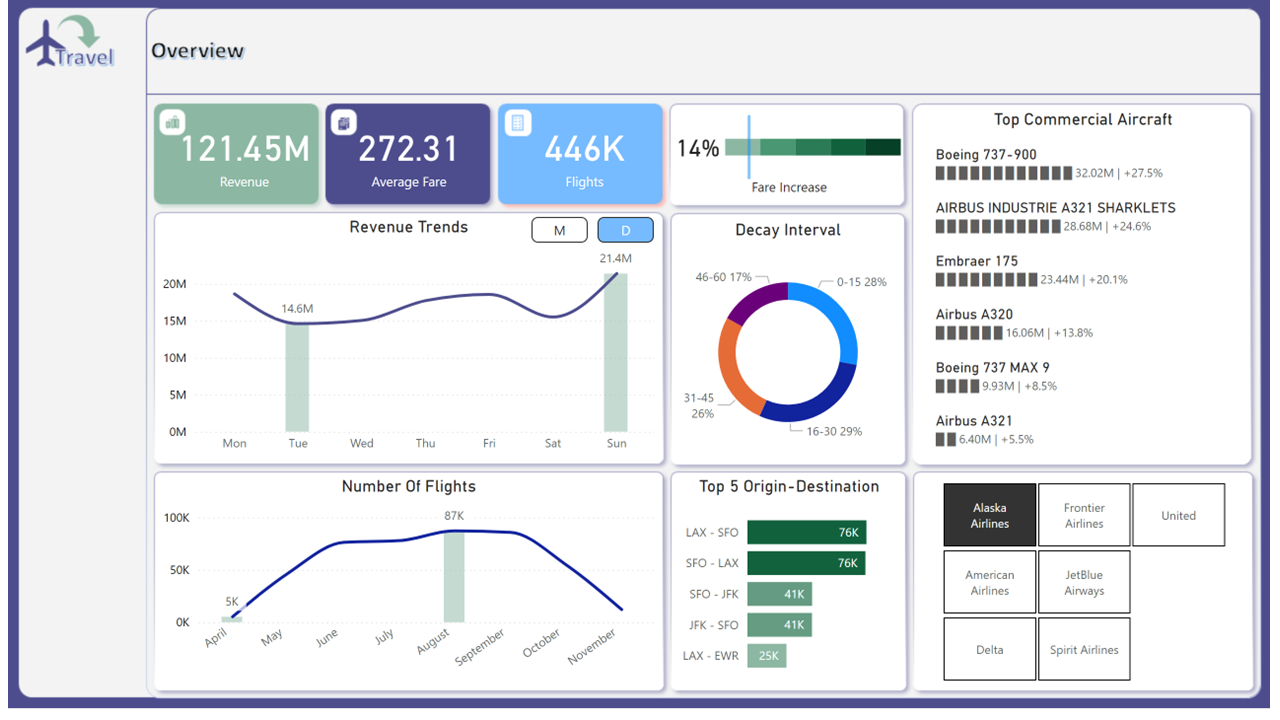 Travel
Overview
121.45M
Revenue
272.31
Average Fare
446K
Flights
14%
Fare Increase
Top Commercial Aircraft
Boeing 737-900
32.02M | +27.5%
AIRBUS INDUSTRIE A321 SHARKLETS
28.68M | +24.6%
Embraer 175
23.44M | +20.1%
Airbus A320
16.06M | +13.8%
Boeing 737 MAX 9
9.93M | +8.5%
Airbus A321
6.40M | +5.5%
Revenue Trends
M
D
21.4M
14.6M
20M
15M
10M
5M
0M
Mon Tue Wed Thu Fri Sat Sun
Decay Interval
46-60 17%
0-15 28%
31-45
26%
16-30 29%
Number Of Flights
87K
5K
100K
50K
0K
April May June July August September October November
Top 5 Origin-Destination
LAX - SFO 76K
SFO - LAX 76K
SFO - JFK 41K
JFK - SFO 41K
LAX - EWR 25K
Alaska
Airlines
Frontier
Airlines
United
American
Airlines
JetBlue
Airways
Delta
Spirit Airlines